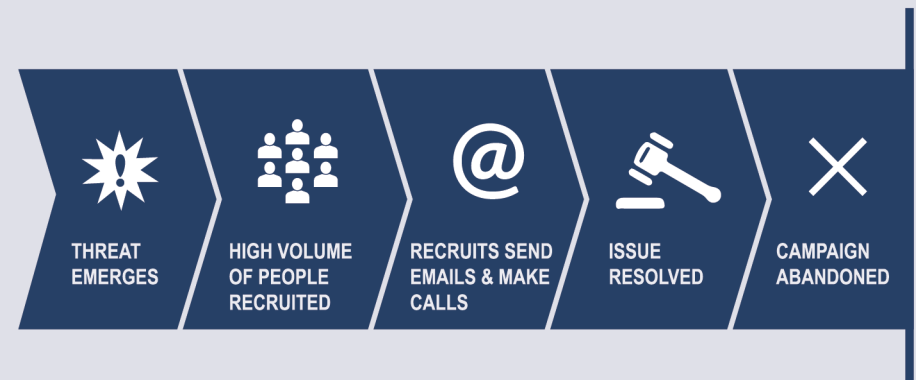 THREAT
EMERGES
HIGH VOLUME
OF PEOPLE
RECRUITED
RECRUITS SEND
EMAILS & MAKE
CALLS
ISSUE
RESOLVED
CAMPAIGN
ABANDONED